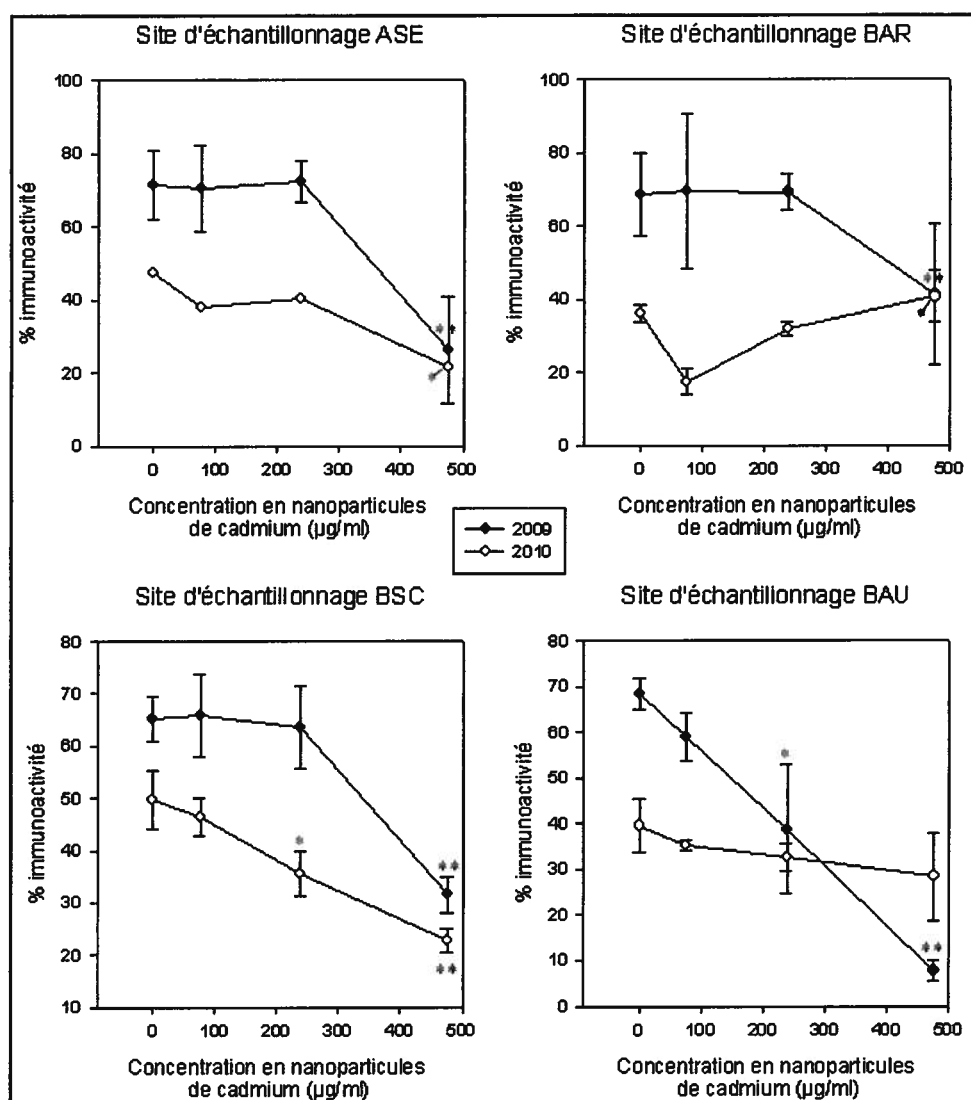 Site d'échantillonnage ASE
Site d'échantillonnage BAR
100
80
60
40
20
0
% immunoactivité
0 100 200 300 400 500
Concentration en nanoparticules
de cadmium (µg/ml)
**
*
100
80
60
40
20
0
% immunoactivité
0 100 200 300 400 500
Concentration en nanoparticules
de cadmium (µg/ml)
**
*
2009
2010
Site d'échantillonnage BSC
Site d'échantillonnage BAU
80
70
60
50
40
30
20
10
% immunoactivité
0 100 200 300 400 500
Concentration en nanoparticules
de cadmium (µg/ml)
*
**
**
80
70
60
50
40
30
20
10
0
% immunoactivité
0 100 200 300 400 500
Concentration en nanoparticules
de cadmium (µg/ml)
*
**